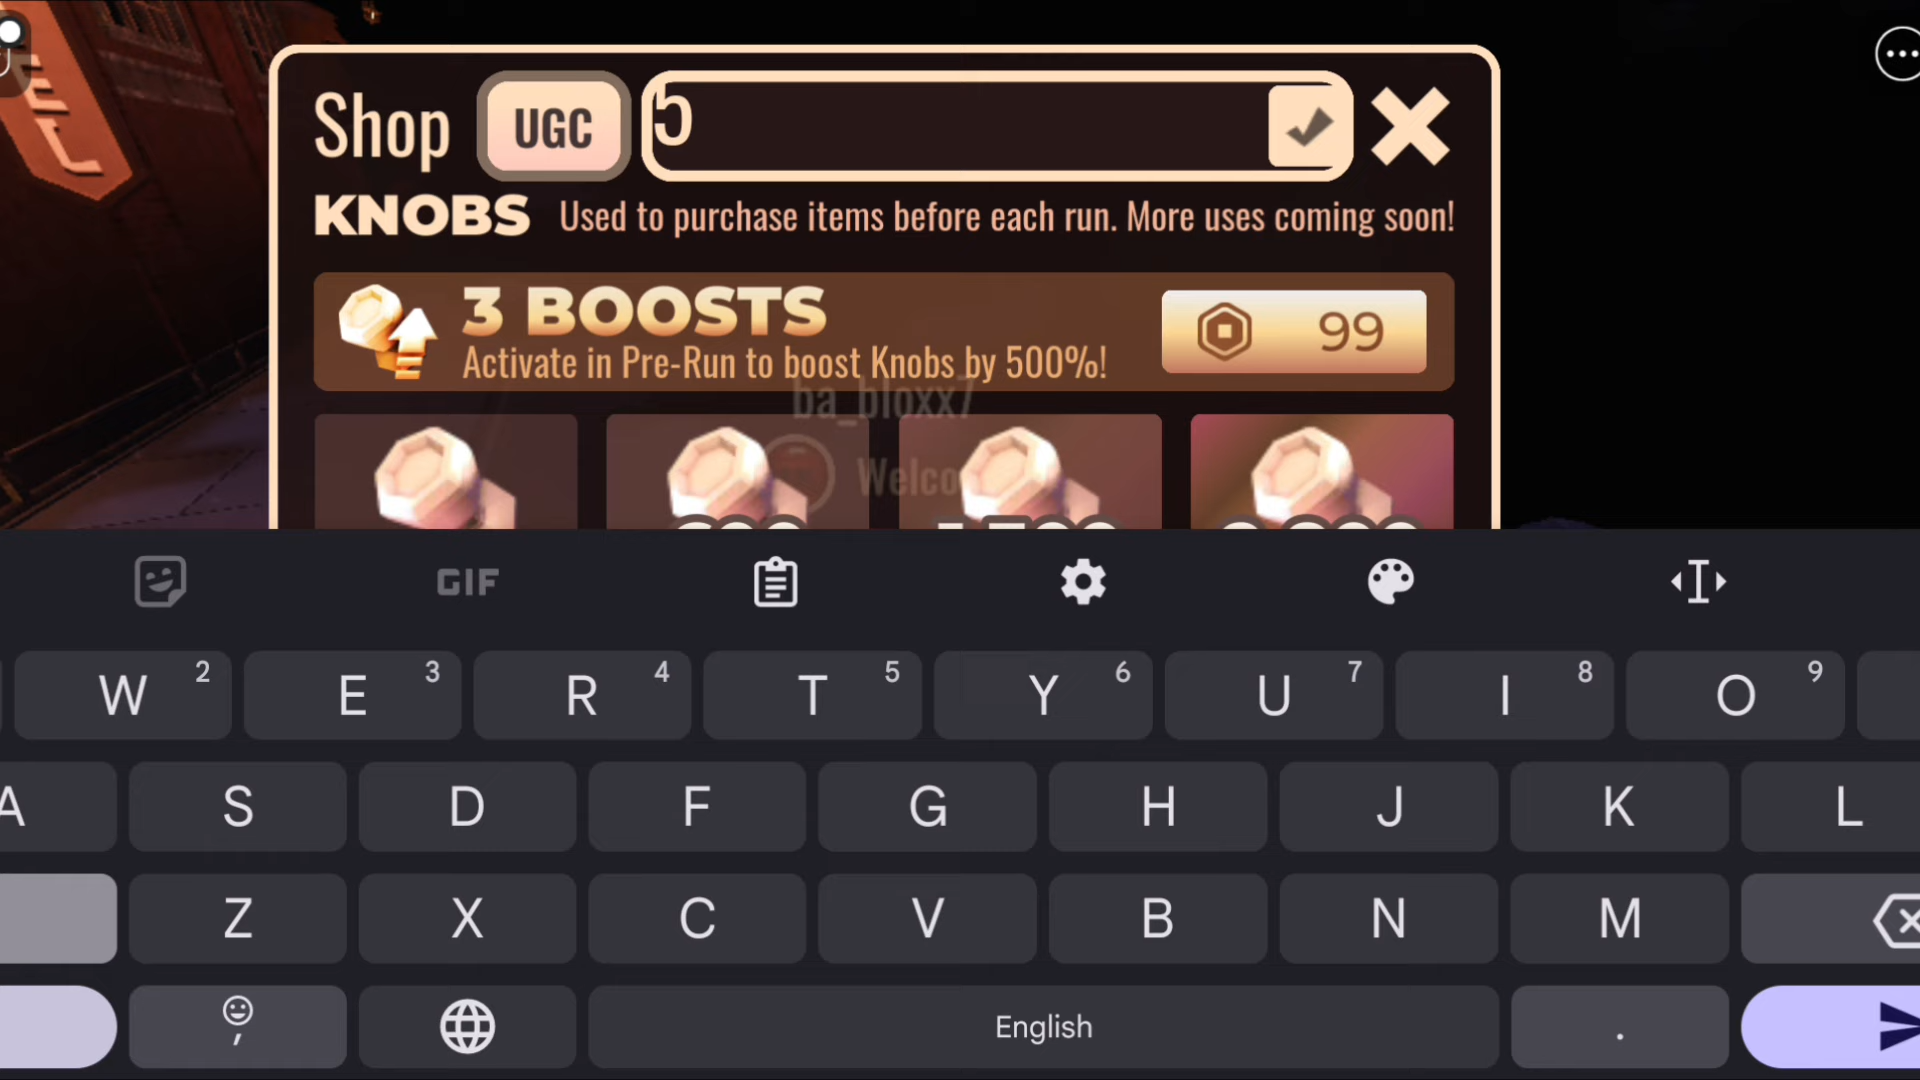 Shop
UGC
5
KNOBS
Used to purchase items before each run. More uses coming soon!
3 BOOSTS
99
Activate in Pre-Run to boost Knobs by 500%!
ba_bloxx7
GIF
W 2 E 3 R 4 T 5 Y 6 U 7 I 8 O 9
A S D F G H J K L
Z X C V B N M
, English .